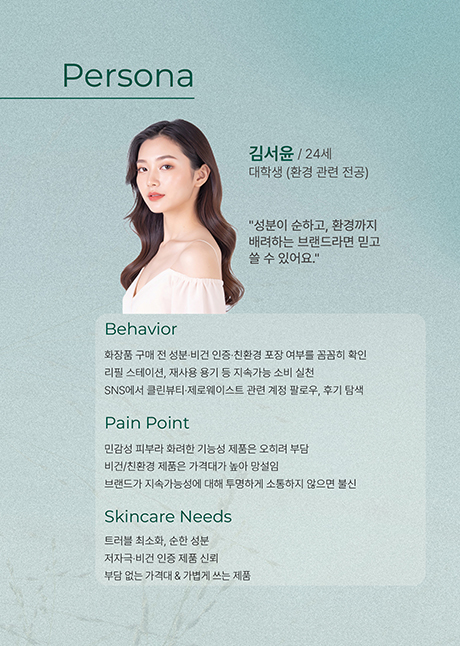 Persona
김서윤 / 24세
대학생 (환경 관련 전공)
"성분이 순하고, 환경까지
배려하는 브랜드라면 믿고
쓸 수 있어요."
Behavior
화장품 구매 전 성분·비건 인증·친환경 포장 여부를 꼼꼼히 확인
리필 스테이션, 재사용 용기 등 지속가능 소비 실천
SNS에서 클린뷰티·제로웨이스트 관련 계정 팔로우, 후기 탐색
Pain Point
민감성 피부라 화려한 기능성 제품은 오히려 부담
비건/친환경 제품은 가격대가 높아 망설임
브랜드가 지속가능성에 대해 투명하게 소통하지 않으면 불신
Skincare Needs
트러블 최소화, 순한 성분
저자극·비건 인증 제품 신뢰
부담 없는 가격대 & 가볍게 쓰는 제품